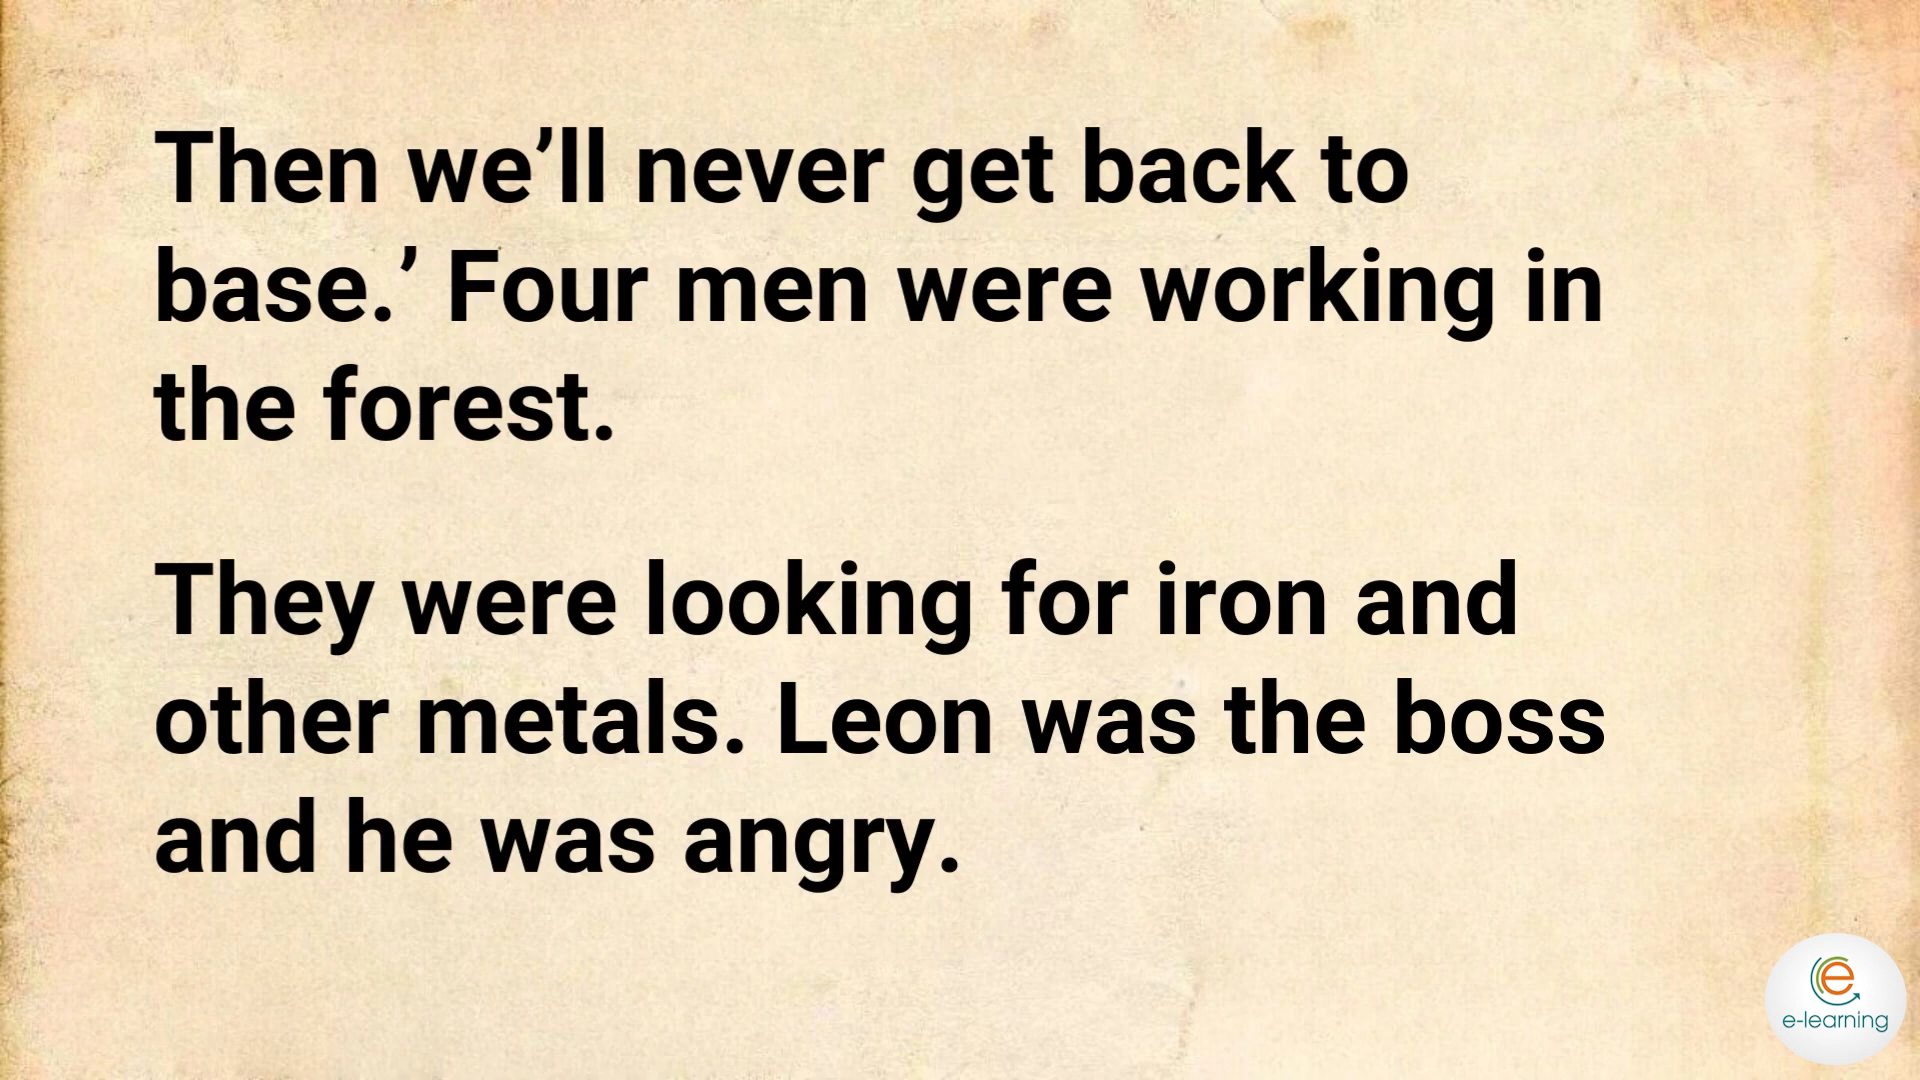 Then we’ll never get back to
base.’ Four men were working in
the forest.
They were looking for iron and
other metals. Leon was the boss
and he was angry.
e
e-learning